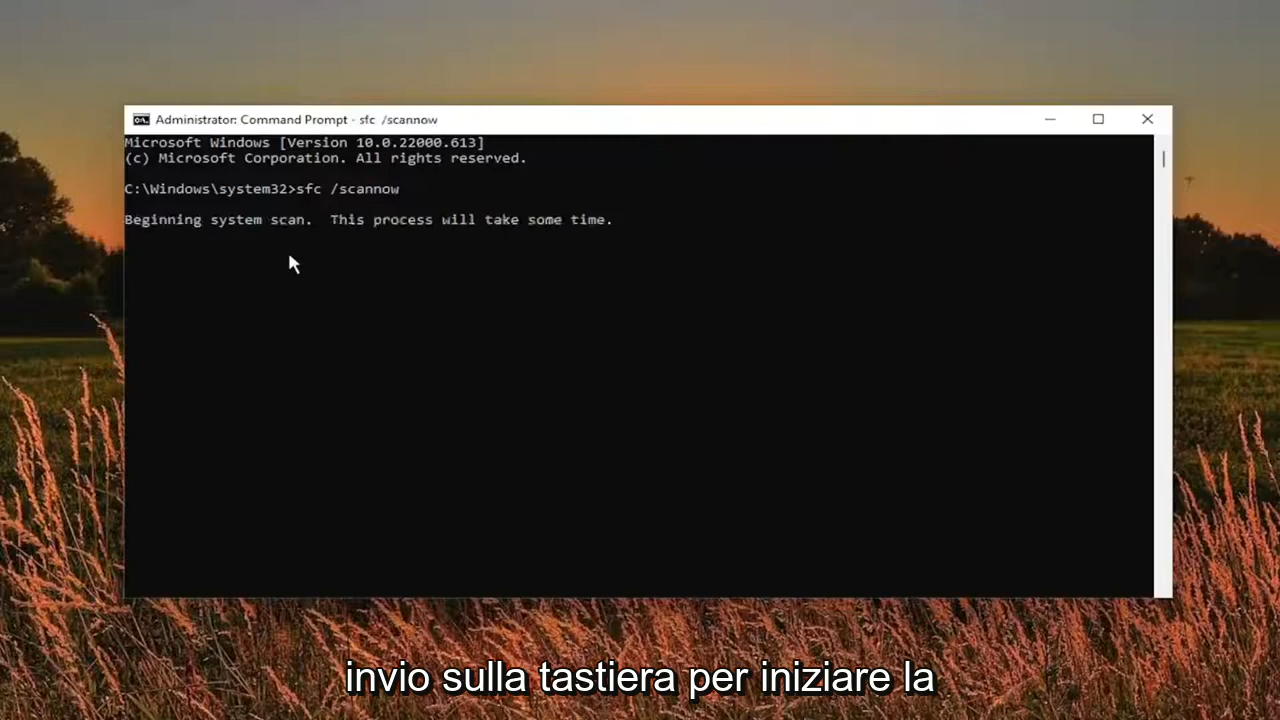 Administrator: Command Prompt - sfc /scannow
Microsoft Windows [Version 10.0.22000.613]
(c) Microsoft Corporation. All rights reserved.
C:\Windows\system32>sfc /scannow
Beginning system scan.  This process will take some time.
invio sulla tastiera per iniziare la